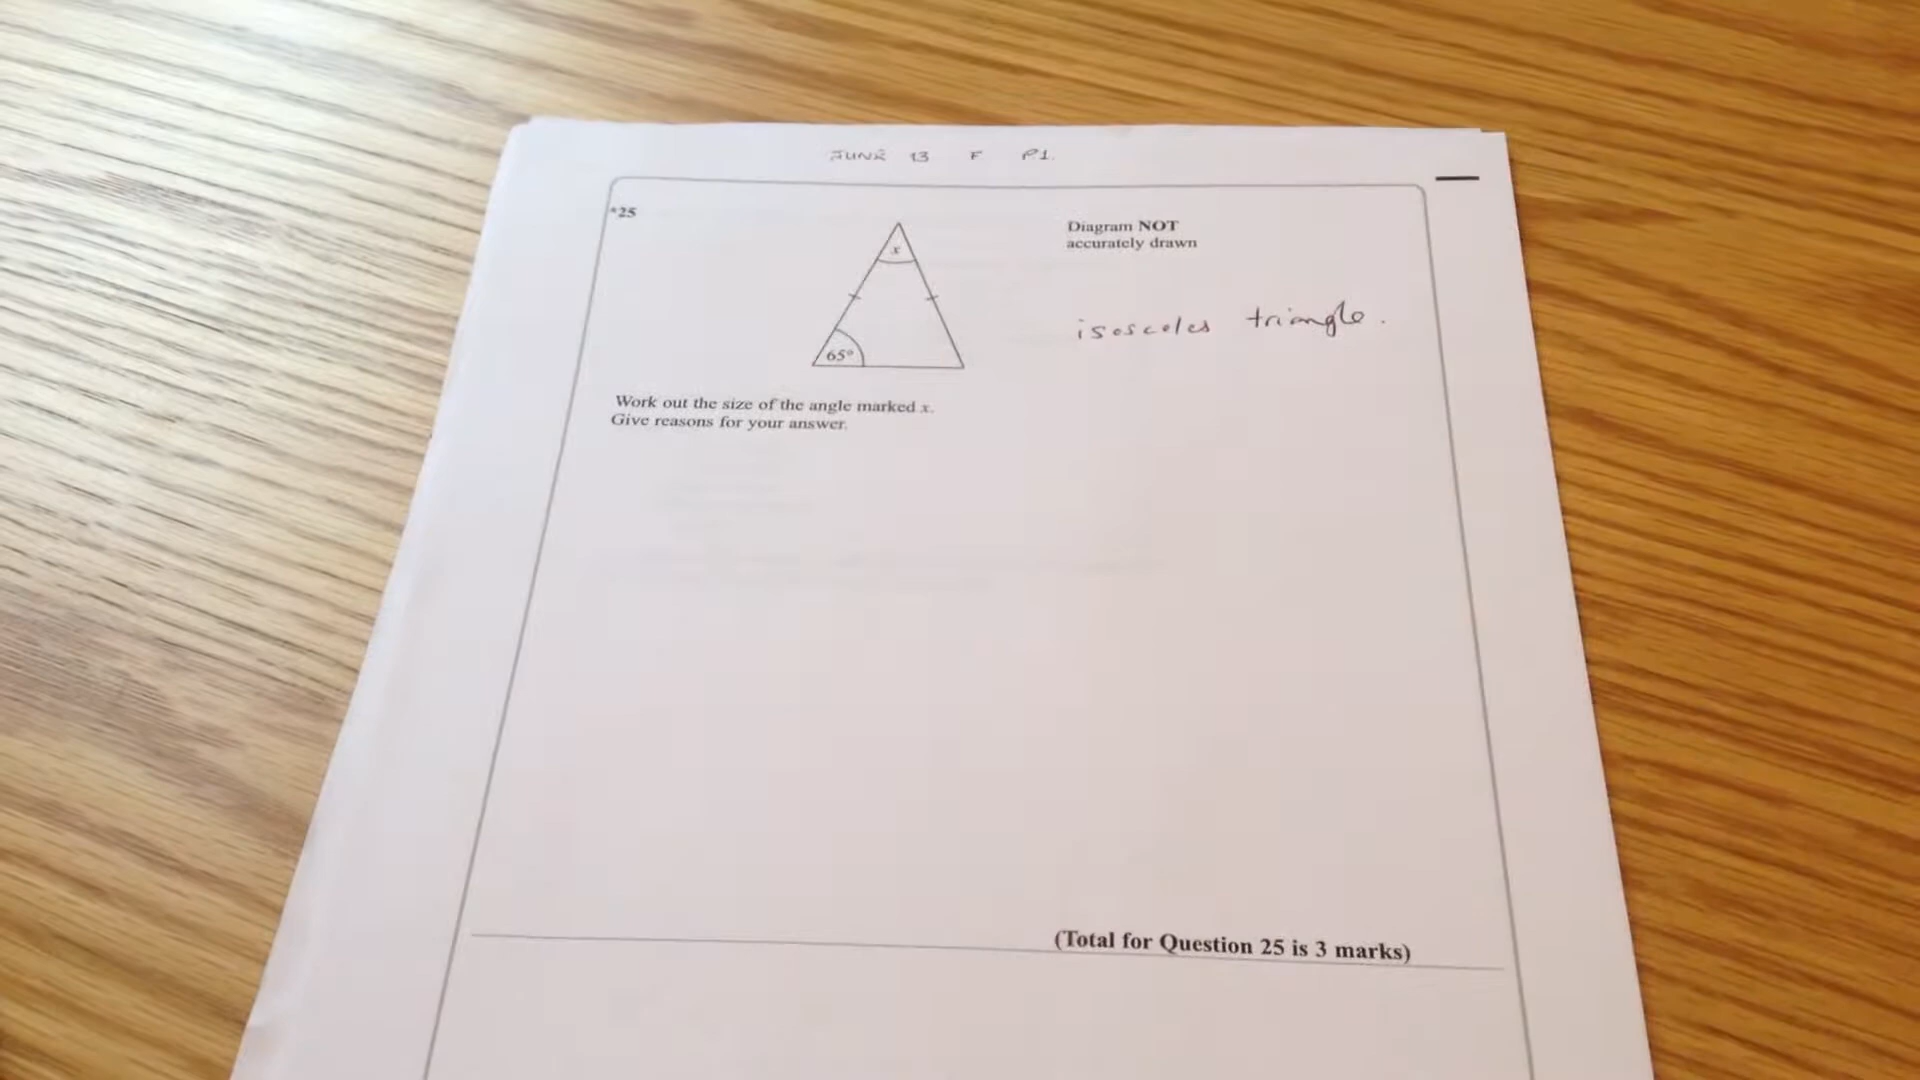 JUNE 13 F P1.
*25
Diagram NOT
accurately drawn
x
isosceles triangle.
65°
Work out the size of the angle marked x.
Give reasons for your answer.
(Total for Question 25 is 3 marks)